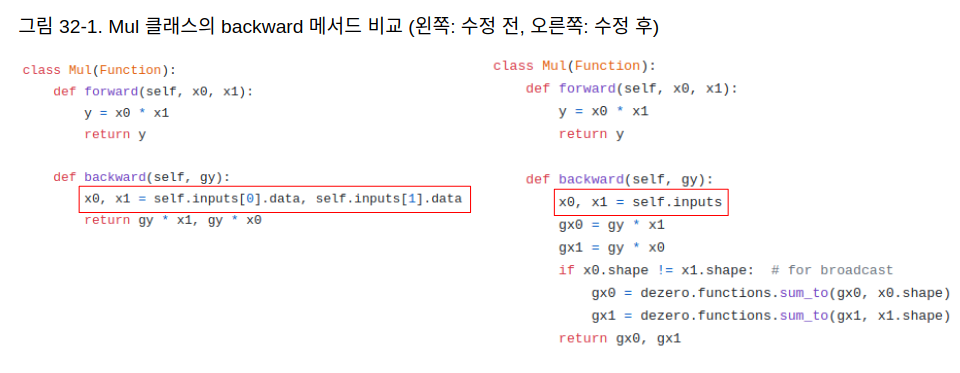 그림 32-1. Mul 클래스의 backward 메서드 비교 (왼쪽: 수정 전, 오른쪽: 수정 후)
class Mul(Function):
    def forward(self, x0, x1):
        y = x0 * x1
        return y

    def backward(self, gy):
        x0, x1 = self.inputs[0].data, self.inputs[1].data
        return gy * x1, gy * x0
class Mul(Function):
    def forward(self, x0, x1):
        y = x0 * x1
        return y

    def backward(self, gy):
        x0, x1 = self.inputs
        gx0 = gy * x1
        gx1 = gy * x0
        if x0.shape != x1.shape:  # for broadcast
            gx0 = dezero.functions.sum_to(gx0, x0.shape)
            gx1 = dezero.functions.sum_to(gx1, x1.shape)
        return gx0, gx1